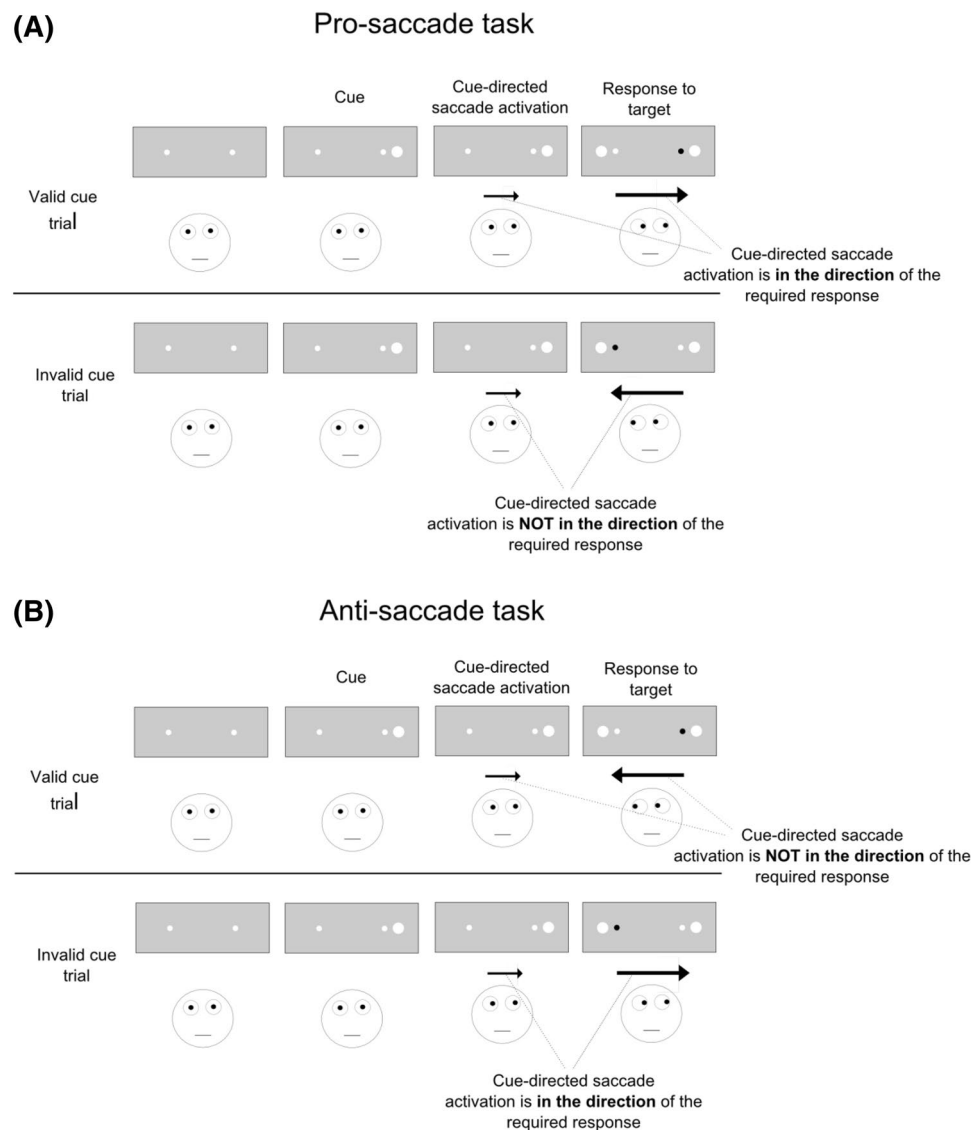 (A)
Pro-saccade task
Cue
Cue-directed
saccade activation
Response to
target
Valid cue
trial
Cue-directed saccade
activation is in the direction of the
required response
Invalid cue
trial
Cue-directed saccade
activation is NOT in the direction of the
required response
(B)
Anti-saccade task
Cue
Cue-directed
saccade activation
Response to
target
Valid cue
trial
Cue-directed saccade
activation is NOT in the direction of the
required response
Invalid cue
trial
Cue-directed saccade
activation is in the direction of the
required response